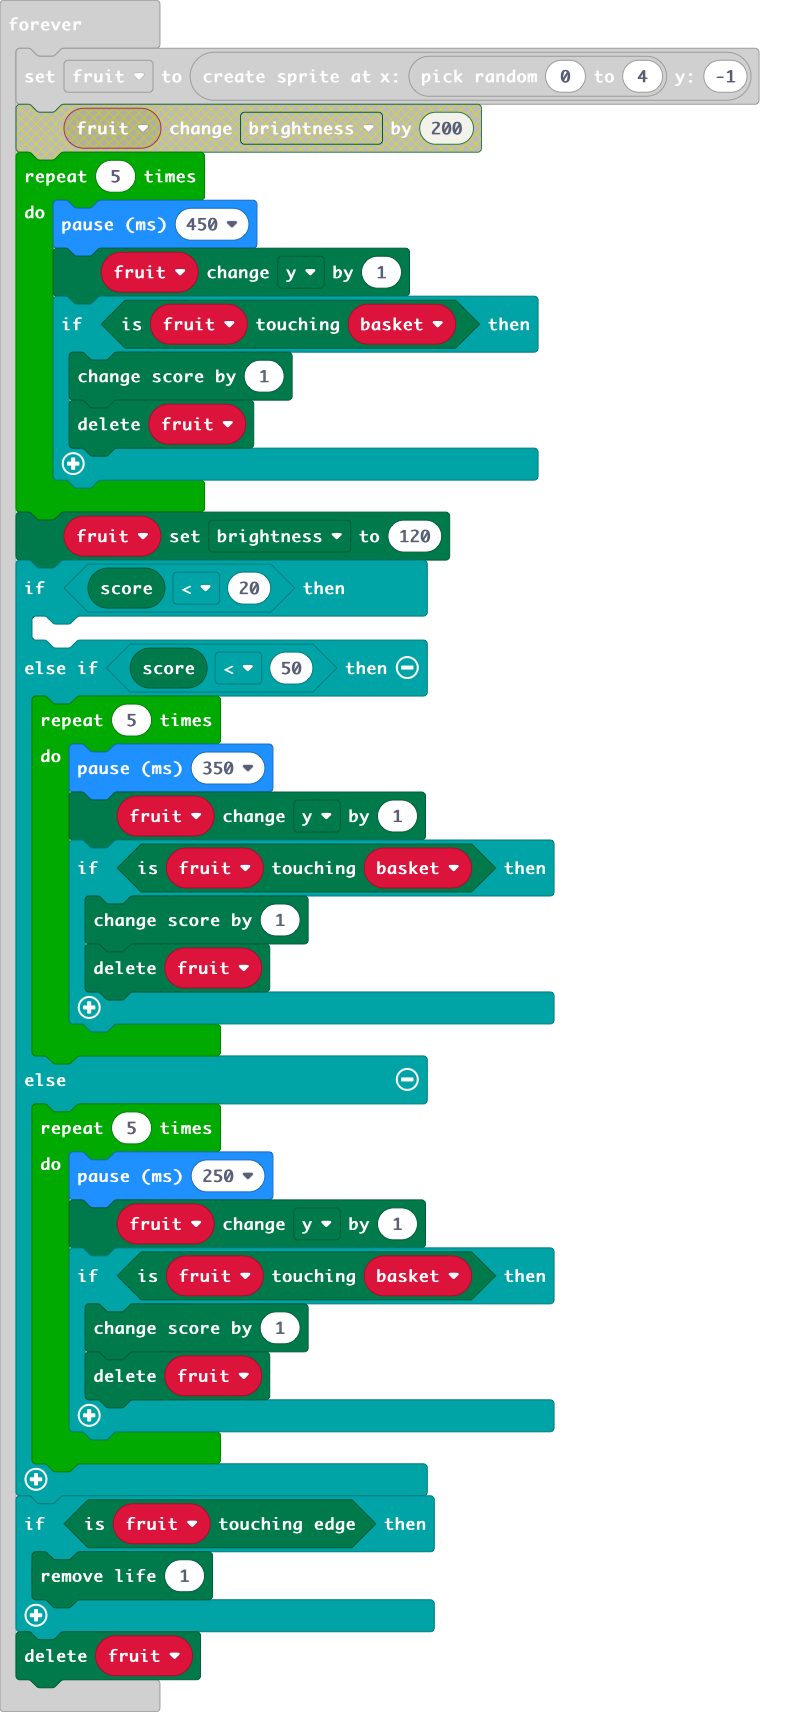 forever
set fruit to create sprite at x: pick random 0 to 4 y: -1
fruit change brightness by 200
repeat 5 times
do pause (ms) 450
fruit change y by 1
if is fruit touching basket then
change score by 1
delete fruit
fruit set brightness to 120
if score < 20 then
else if score < 50 then
repeat 5 times
do pause (ms) 350
fruit change y by 1
if is fruit touching basket then
change score by 1
delete fruit
else
repeat 5 times
do pause (ms) 250
fruit change y by 1
if is fruit touching basket then
change score by 1
delete fruit
if is fruit touching edge then
remove life 1
delete fruit